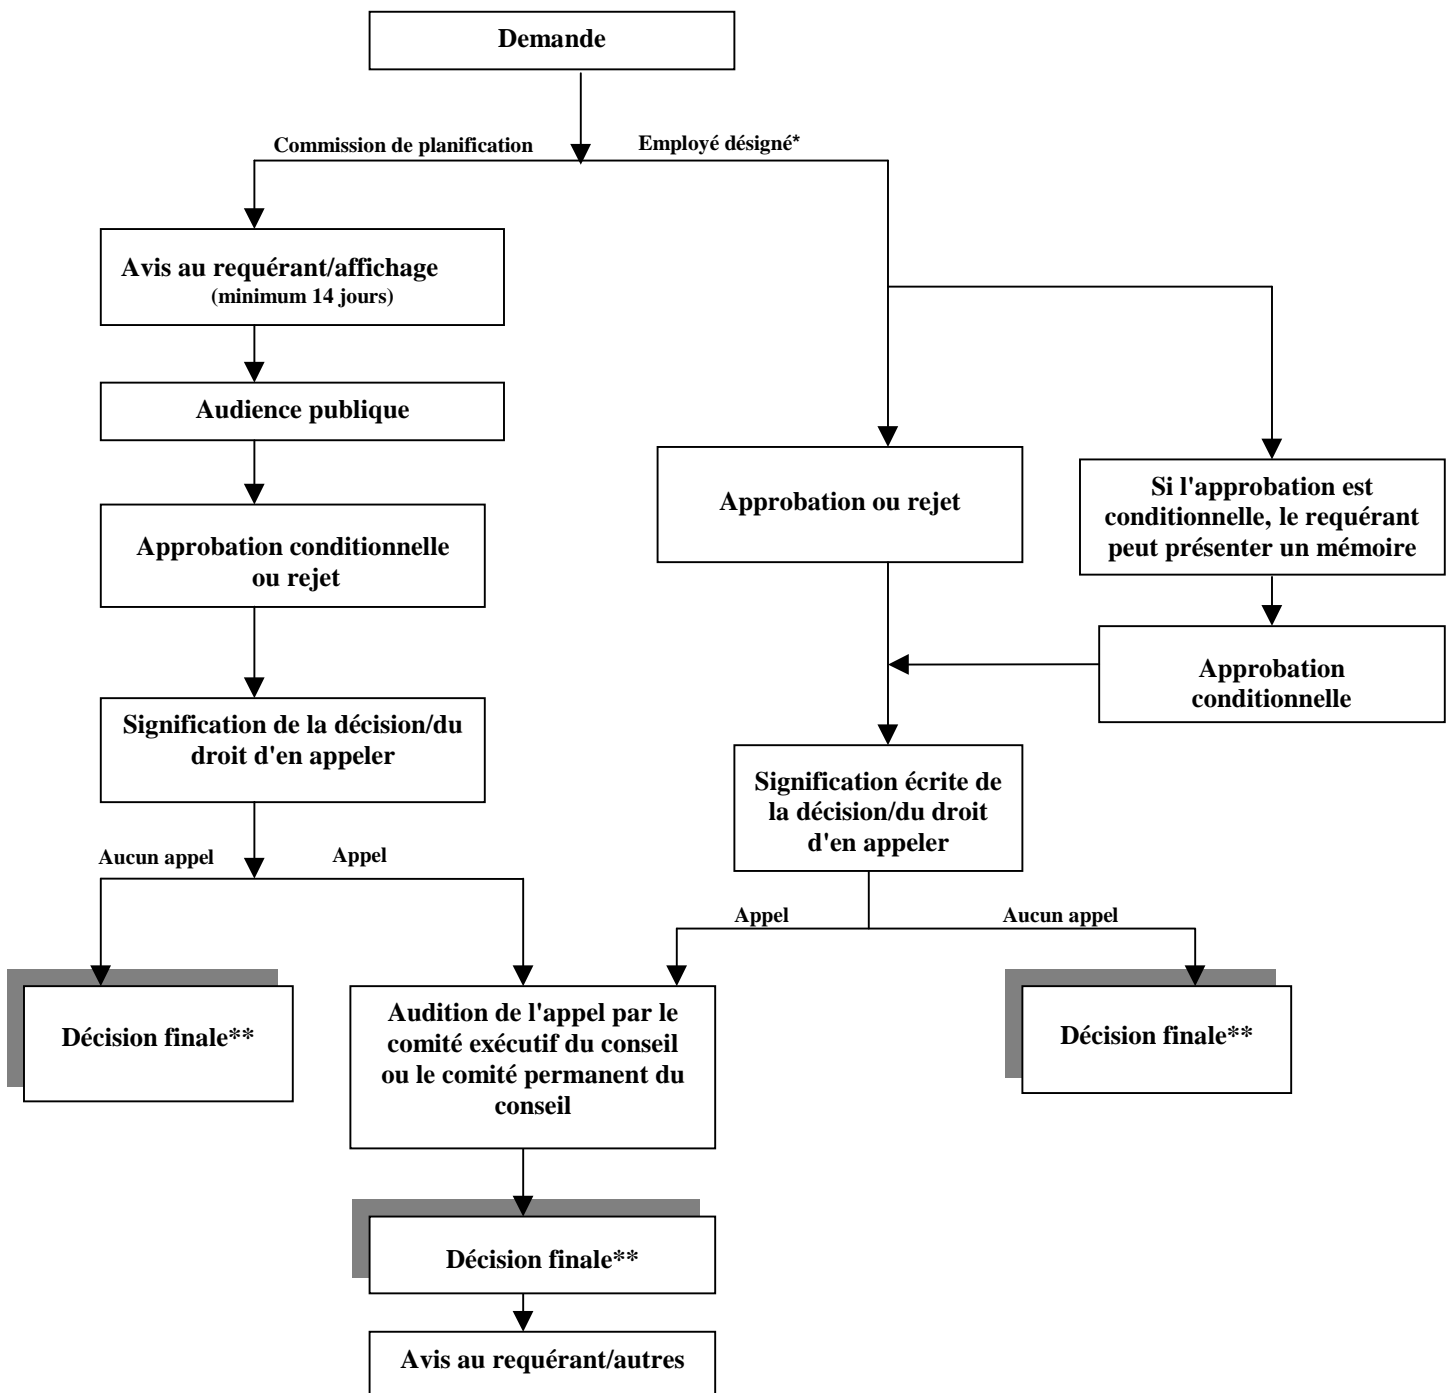 Demande
Commission de planification
Employé désigné*
Avis au requérant/affichage
(minimum 14 jours)
Audience publique
Approbation ou rejet
Si l'approbation est
conditionnelle, le requérant
peut présenter un mémoire
Approbation conditionnelle
ou rejet
Approbation
conditionnelle
Signification de la décision/du
droit d'en appeler
Signification écrite de
la décision/du droit
d'en appeler
Aucun appel
Appel
Appel
Aucun appel
Décision finale**
Audition de l'appel par le
comité exécutif du conseil
ou le comité permanent du
conseil
Décision finale**
Décision finale**
Avis au requérant/autres